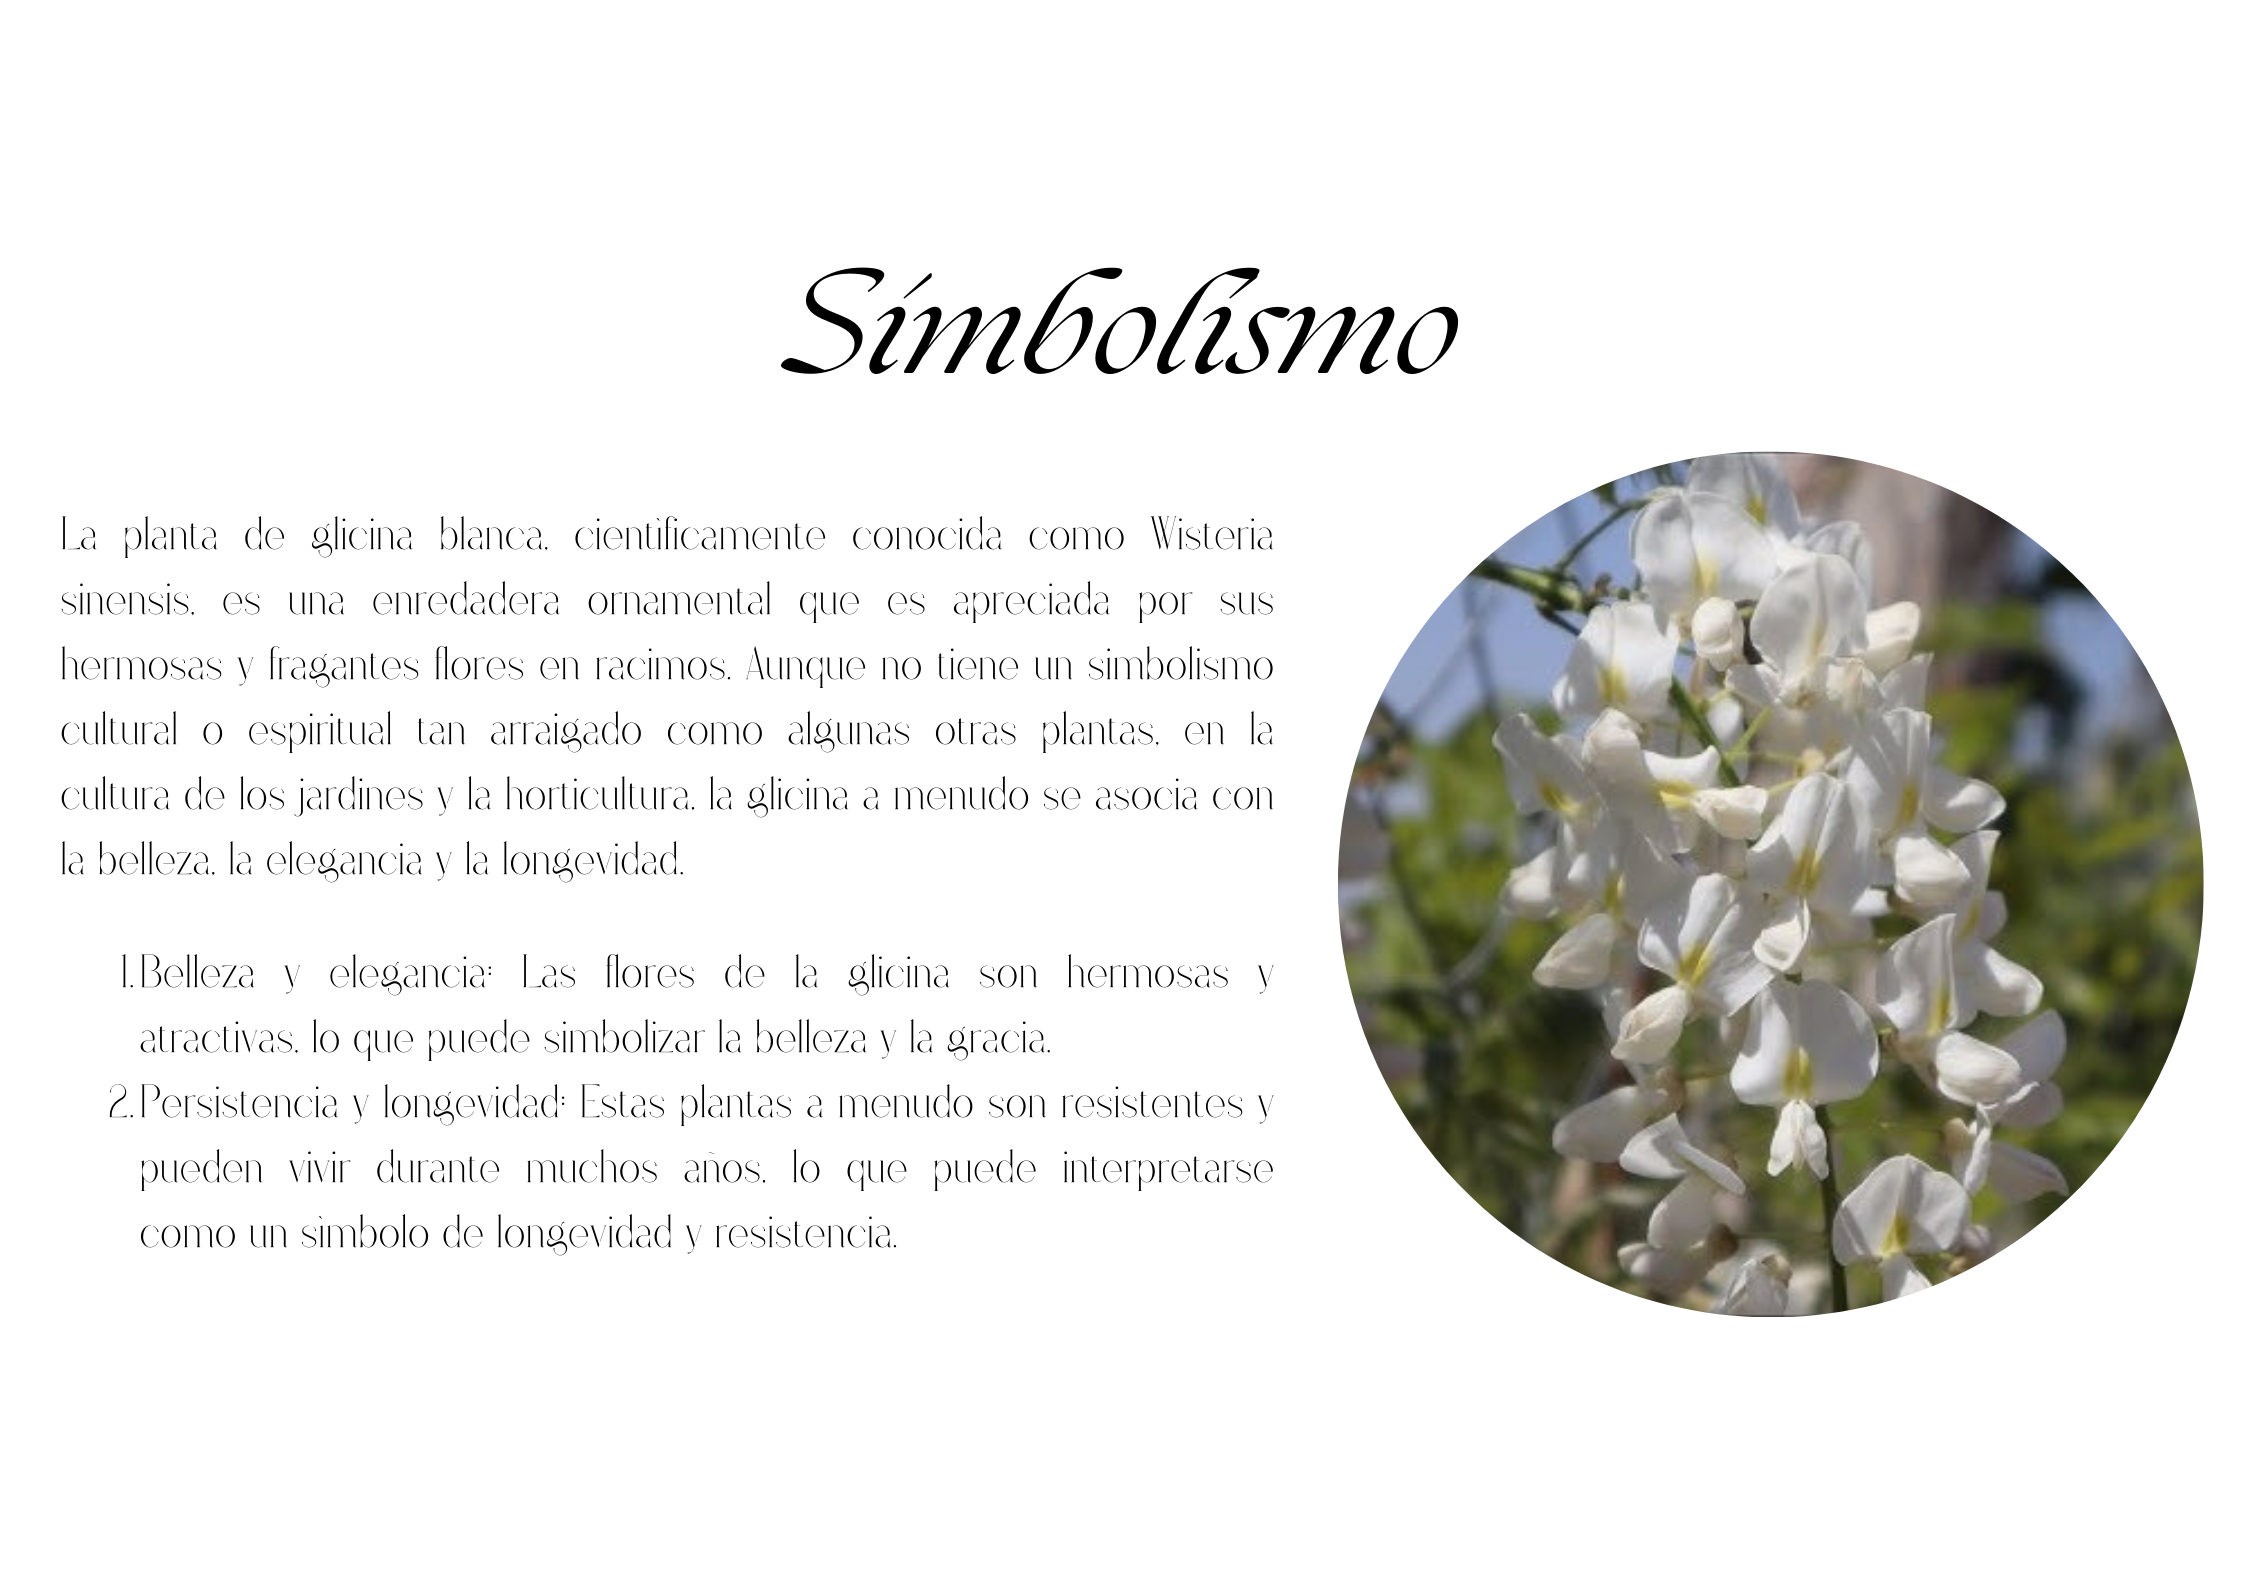 Símbolísmo
La planta de glicina blanca, científicamente conocida como Wisteria
sinensis, es una enredadera ornamental que es apreciada por sus
hermosas y fragantes flores en racimos. Aunque no tiene un simbolismo
cultural o espiritual tan arraigado como algunas otras plantas, en la
cultura de los jardines y la horticultura, la glicina a menudo se asocia con
la belleza, la elegancia y la longevidad.
1. Belleza y elegancia: Las flores de la glicina son hermosas y
atractivas, lo que puede simbolizar la belleza y la gracia.
2. Persistencia y longevidad: Estas plantas a menudo son resistentes y
pueden vivir durante muchos años, lo que puede interpretarse
como un símbolo de longevidad y resistencia.